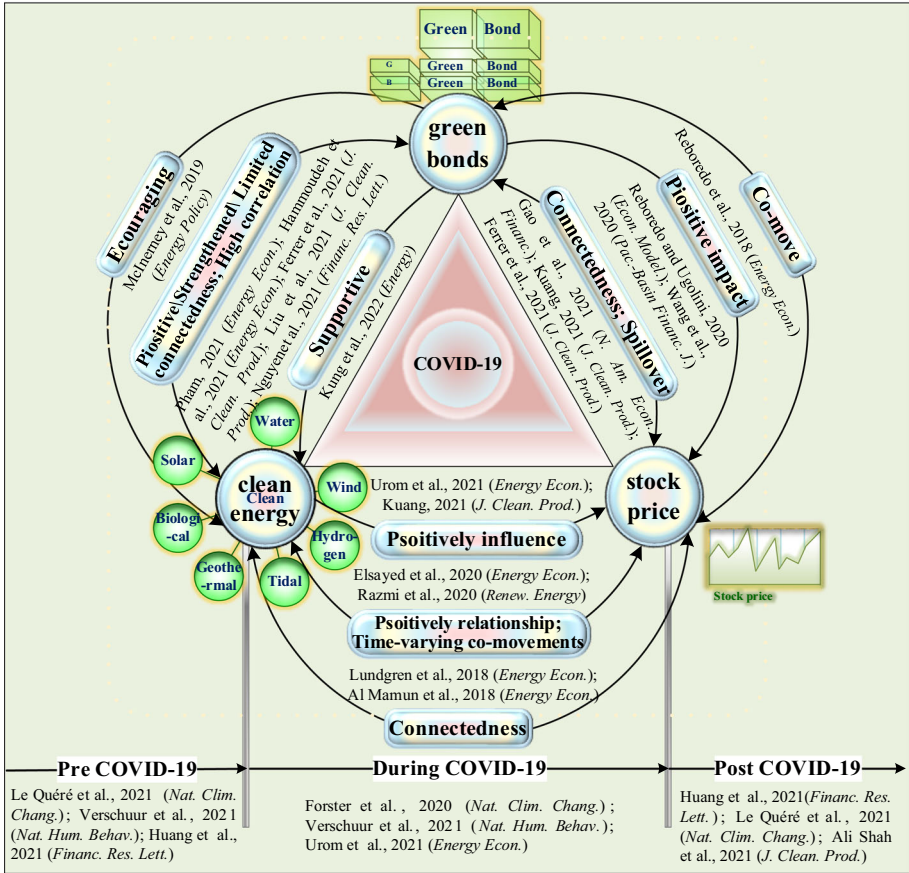 Green Bond
G Green Bond
B Green Bond
green
bonds
Ecouraging
McInerney et al., 2019
(Energy Policy)
Piositive\Strengthened\ Limited
connectedness; High correlation
Pham, 2021 (Energy Econ.); Hammoudeh et
al., 2021 (Energy Econ.); Ferrer et al., 2021 (J.
Clean. Prod.); Liu et al., 2021 (J. Clean.
Prod.); Nguyenet al., 2021 (Financ. Res. Lett.)
Supportive
Kung et al., 2022 (Energy)
Connectedness; Spillover
Gao et al., 2021 (N. Am. Econ.
Financ.); Kuang, 2021 (J. Clean. Prod.);
Ferrer et al., 2021 (J. Clean. Prod.)
Piositive impact
Reboredo and Ugolini, 2020
(Econ. Model.); Wang et al.,
2020 (Pac.-Basin Financ. J.)
Co-move
Reboredo et al., 2018 (Energy Econ.)
COVID-19
Water
Solar
Wind
Biologi
-cal
Hydro-
gen
Geothe
-rmal
Tidal
clean
Clean
energy
stock
price
Stock price
Urom et al., 2021 (Energy Econ.);
Kuang, 2021 (J. Clean. Prod.)
Psoitively influence
Elsayed et al., 2020 (Energy Econ.);
Razmi et al., 2020 (Renew. Energy)
Psoitively relationship;
Time-varying co-movements
Lundgren et al., 2018 (Energy Econ.);
Al Mamun et al., 2018 (Energy Econ.)
Connectedness
Pre COVID-19
During COVID-19
Post COVID-19
Le Quéré et al., 2021 (Nat. Clim.
Chang.); Verschuur et al., 2021
(Nat. Hum. Behav.); Huang et al.,
2021 (Financ. Res. Lett.)
Forster et al., 2020 (Nat. Clim. Chang.) ;
Verschuur et al., 2021 (Nat. Hum. Behav.) ;
Urom et al., 2021 (Energy Econ.)
Huang et al., 2021(Financ. Res.
Lett.) ; Le Quéré et al., 2021
(Nat. Clim. Chang.) ; Ali Shah
et al., 2021 (J. Clean. Prod.)